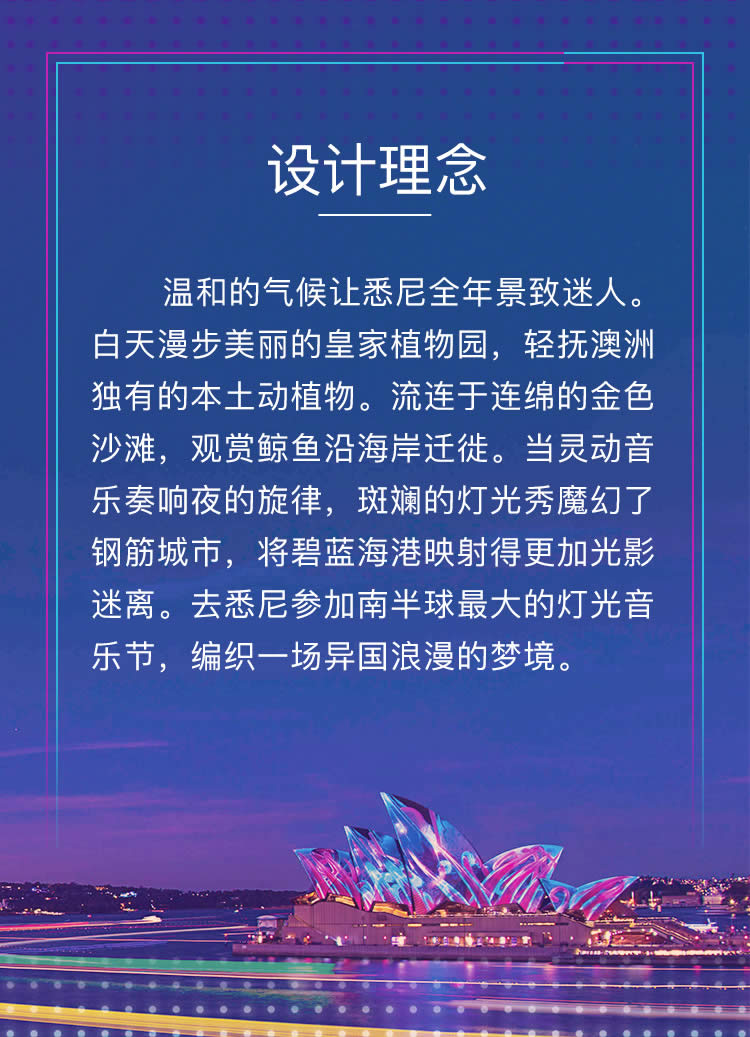 设计理念
温和的气候让悉尼全年景致迷人。
白天漫步美丽的皇家植物园，轻抚澳洲
独有的本土动植物。流连于连绵的金色
沙滩，观赏鲸鱼沿海岸迁徙。当灵动音
乐奏响夜的旋律，斑斓的灯光秀魔幻了
钢筋城市，将碧蓝海港映射得更加光影
迷离。去悉尼参加南半球最大的灯光音
乐节，编织一场异国浪漫的梦境。